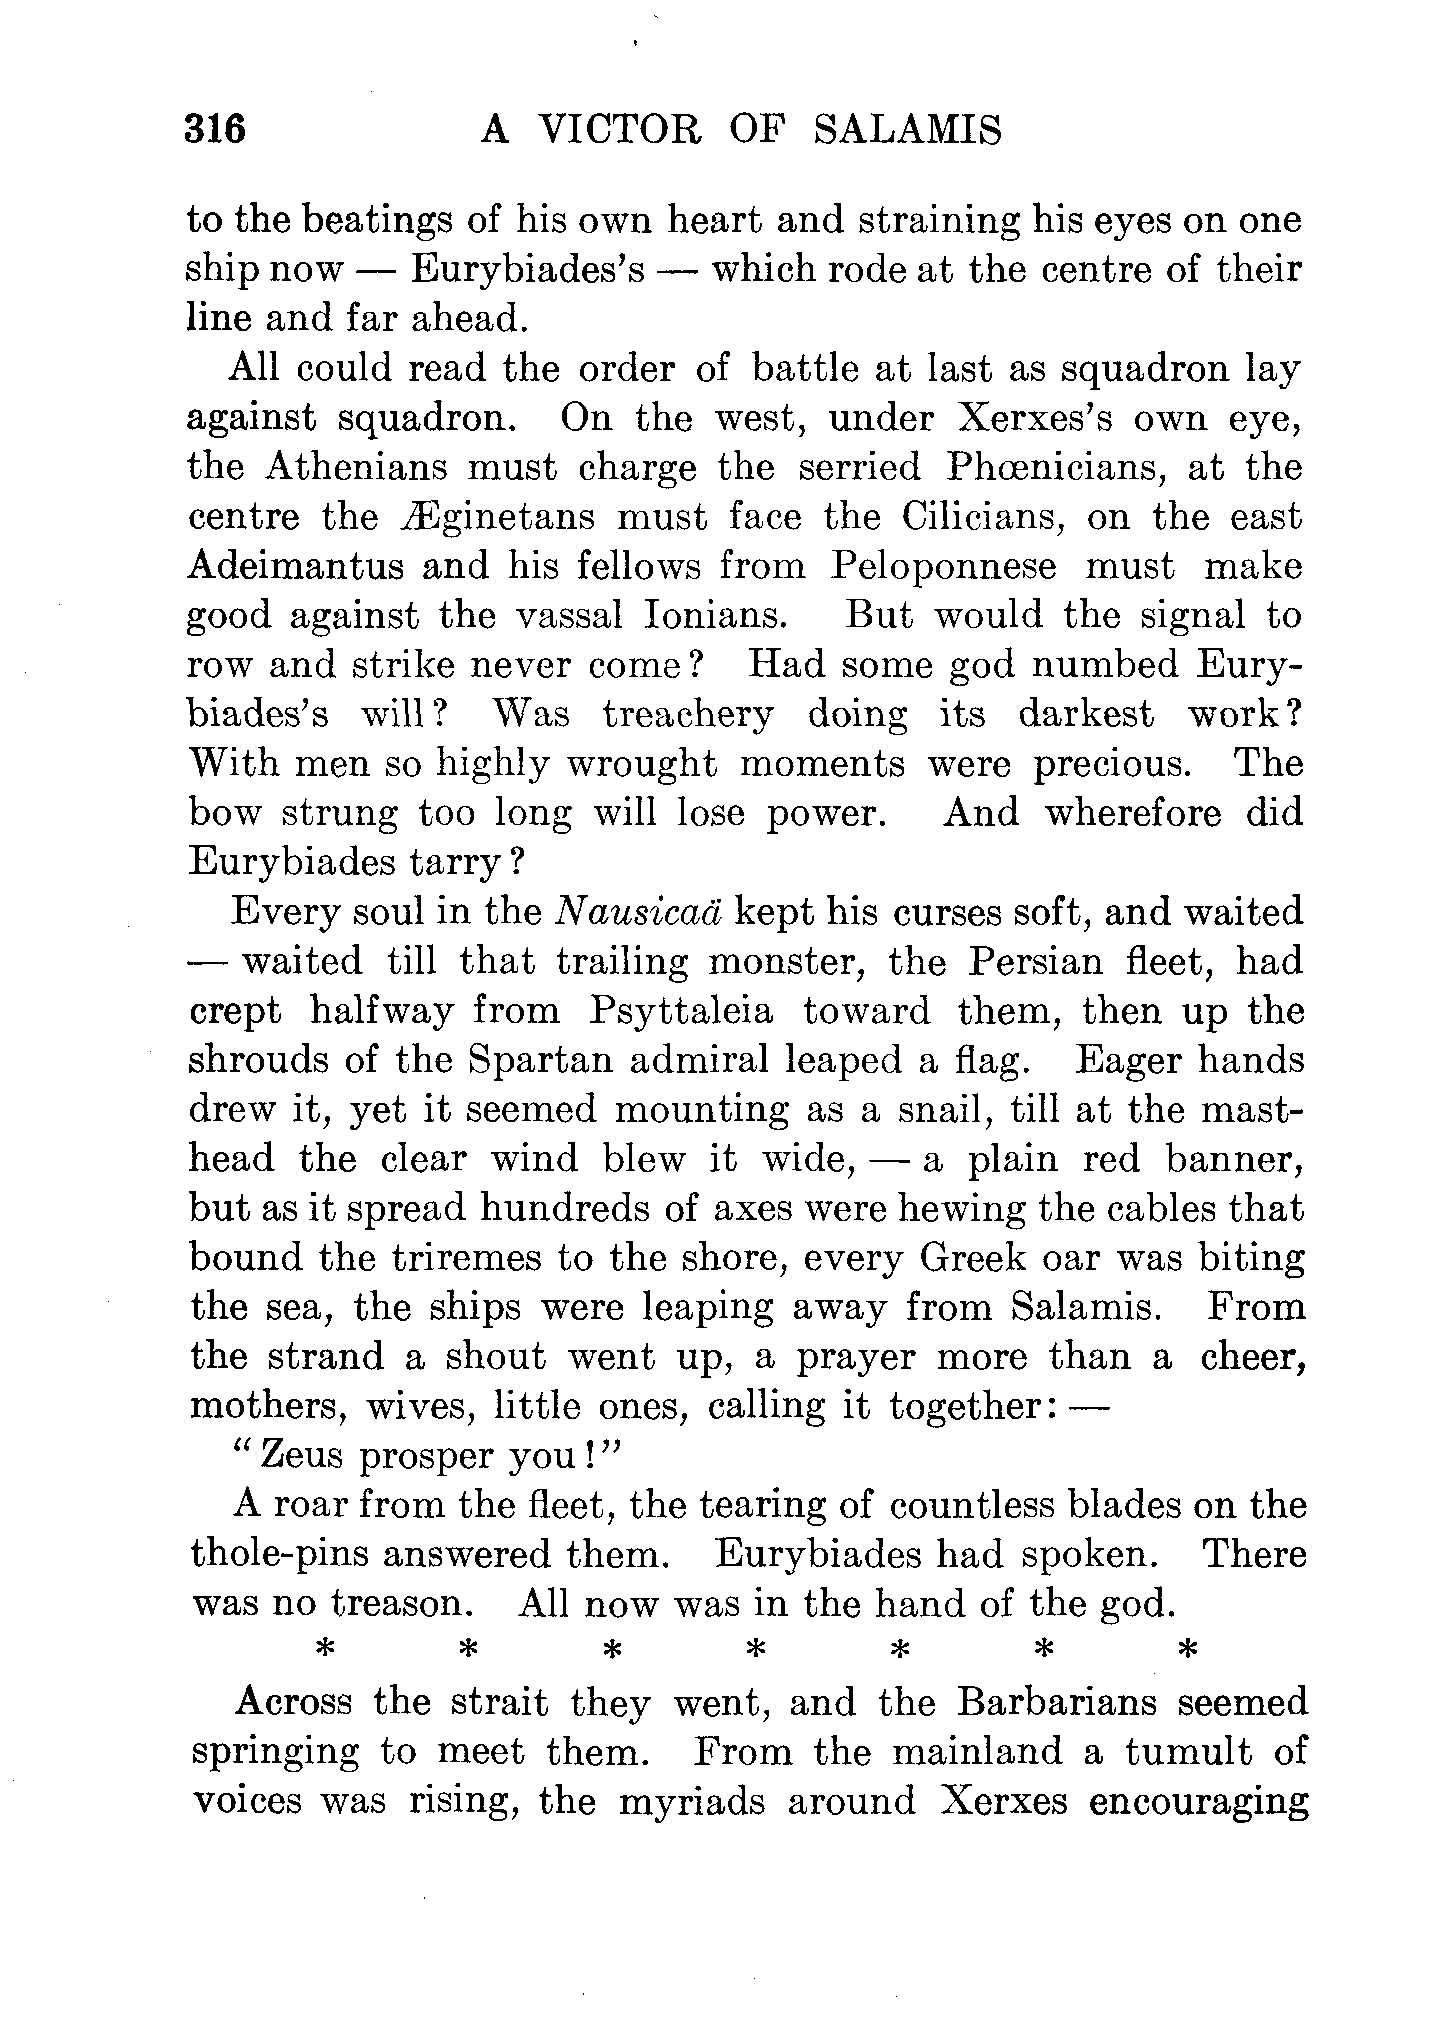 316 A VICTOR OF SALAMIS
to the beatings of his own heart and straining his eyes on one
ship now — Eurybiades's — which rode at the centre of their
line and far ahead.
All could read the order of battle at last as squadron lay
against squadron. On the west, under Xerxes's own eye,
the Athenians must charge the serried Phœnicians, at the
centre the Æginetans must face the Cilicians, on the east
Adeimantus and his fellows from Peloponnese must make
good against the vassal Ionians. But would the signal to
row and strike never come? Had some god numbed Eury-
biades's will? Was treachery doing its darkest work?
With men so highly wrought moments were precious. The
bow strung too long will lose power. And wherefore did
Eurybiades tarry?
Every soul in the Nausicaä kept his curses soft, and waited
— waited till that trailing monster, the Persian fleet, had
crept halfway from Psyttaleia toward them, then up the
shrouds of the Spartan admiral leaped a flag. Eager hands
drew it, yet it seemed mounting as a snail, till at the mast-
head the clear wind blew it wide, — a plain red banner,
but as it spread hundreds of axes were hewing the cables that
bound the triremes to the shore, every Greek oar was biting
the sea, the ships were leaping away from Salamis. From
the strand a shout went up, a prayer more than a cheer,
mothers, wives, little ones, calling it together: —
"Zeus prosper you!"
A roar from the fleet, the tearing of countless blades on the
thole-pins answered them. Eurybiades had spoken. There
was no treason. All now was in the hand of the god.
* * * * * * *
Across the strait they went, and the Barbarians seemed
springing to meet them. From the mainland a tumult of
voices was rising, the myriads around Xerxes encouraging